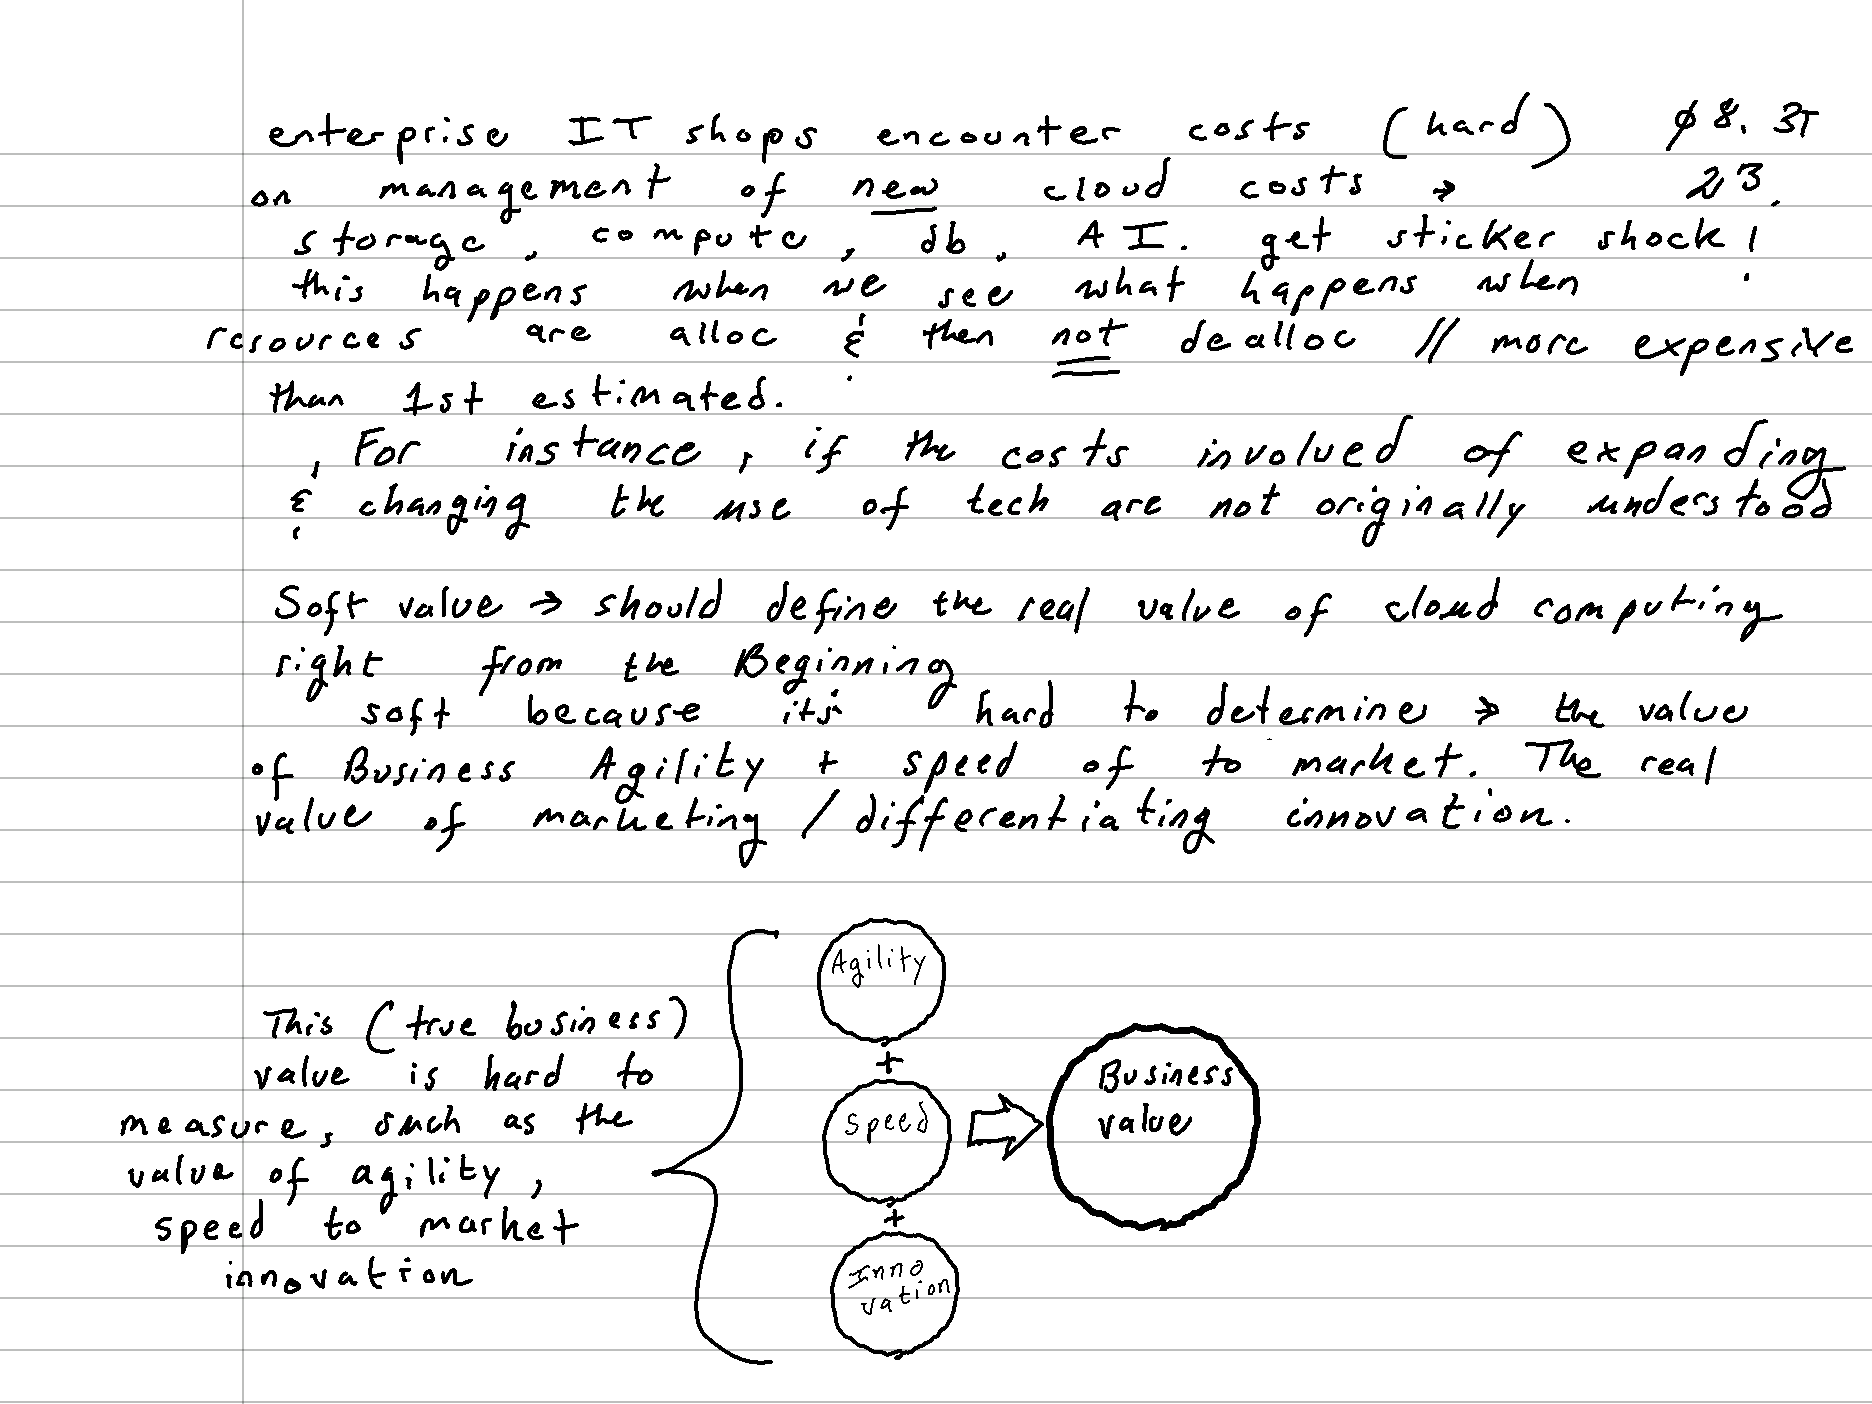 enterprise IT shops encounter costs (hard) $8.3T
on management of new cloud costs → 23.
storage, compute, db, AI. get sticker shock!
this happens when we see what happens when
resources are alloc & then not dealloc // more expensive
than 1st estimated.
For instance, if the costs involved of expanding
& changing the use of tech are not originally understood
Soft value → should define the real value of cloud computing
right from the Beginning
soft because it's hard to determine → the value
of Business Agility + speed of to market. The real
value of marketing / differentiating innovation.
This (true business)
value is hard to
measure, such as the
value of agility,
speed to market
innovation
Agility
+
Speed
+
Inno
vation
Business
value